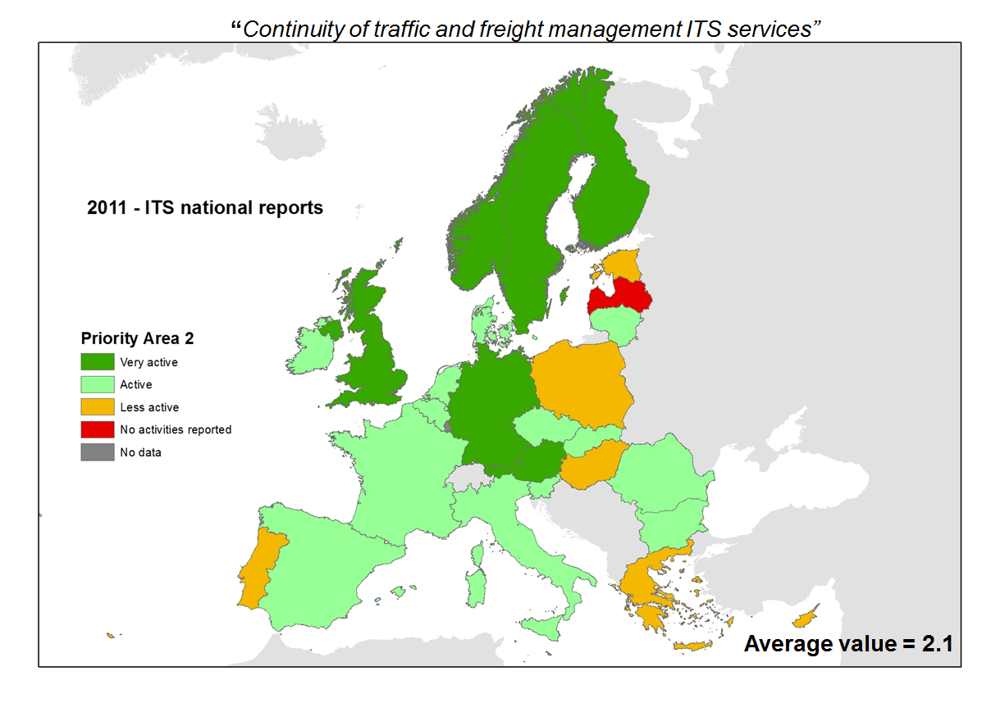 “Continuity of traffic and freight management ITS services”
2011 - ITS national reports
Priority Area 2
Very active
Active
Less active
No activities reported
No data
Average value = 2.1